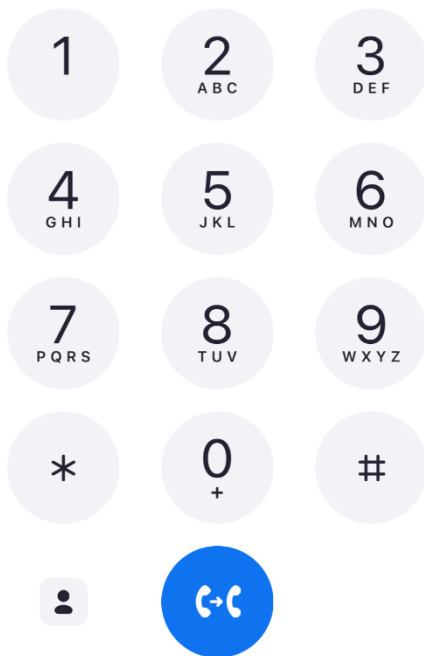 1 2 3
ABC DEF
4 5 6
GHI JKL MNO
7 8 9
PQRS TUV WXYZ
* 0 #
+